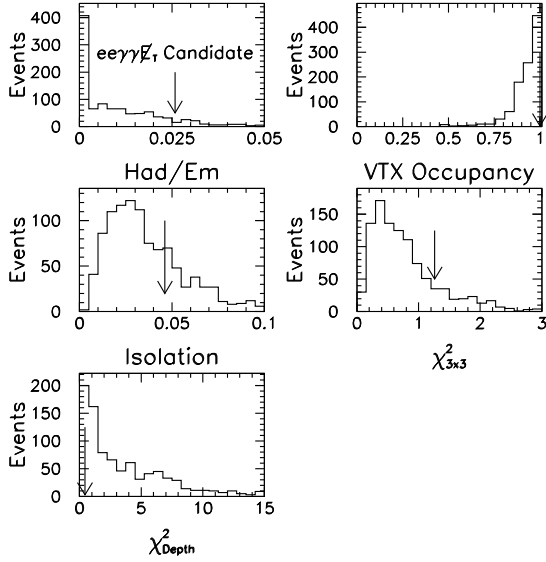 Events
400
300
200
100
0
eeγγE̸_T Candidate
0 0.025 0.05
Had/Em
Events
400
300
200
100
0
0 0.25 0.5 0.75 1
VTX Occupancy
Events
100
50
0
0 0.05 0.1
Isolation
Events
150
100
50
0
0 1 2 3
χ²₃ₓ₃
Events
200
150
100
50
0
0 5 10 15
χ²_Depth